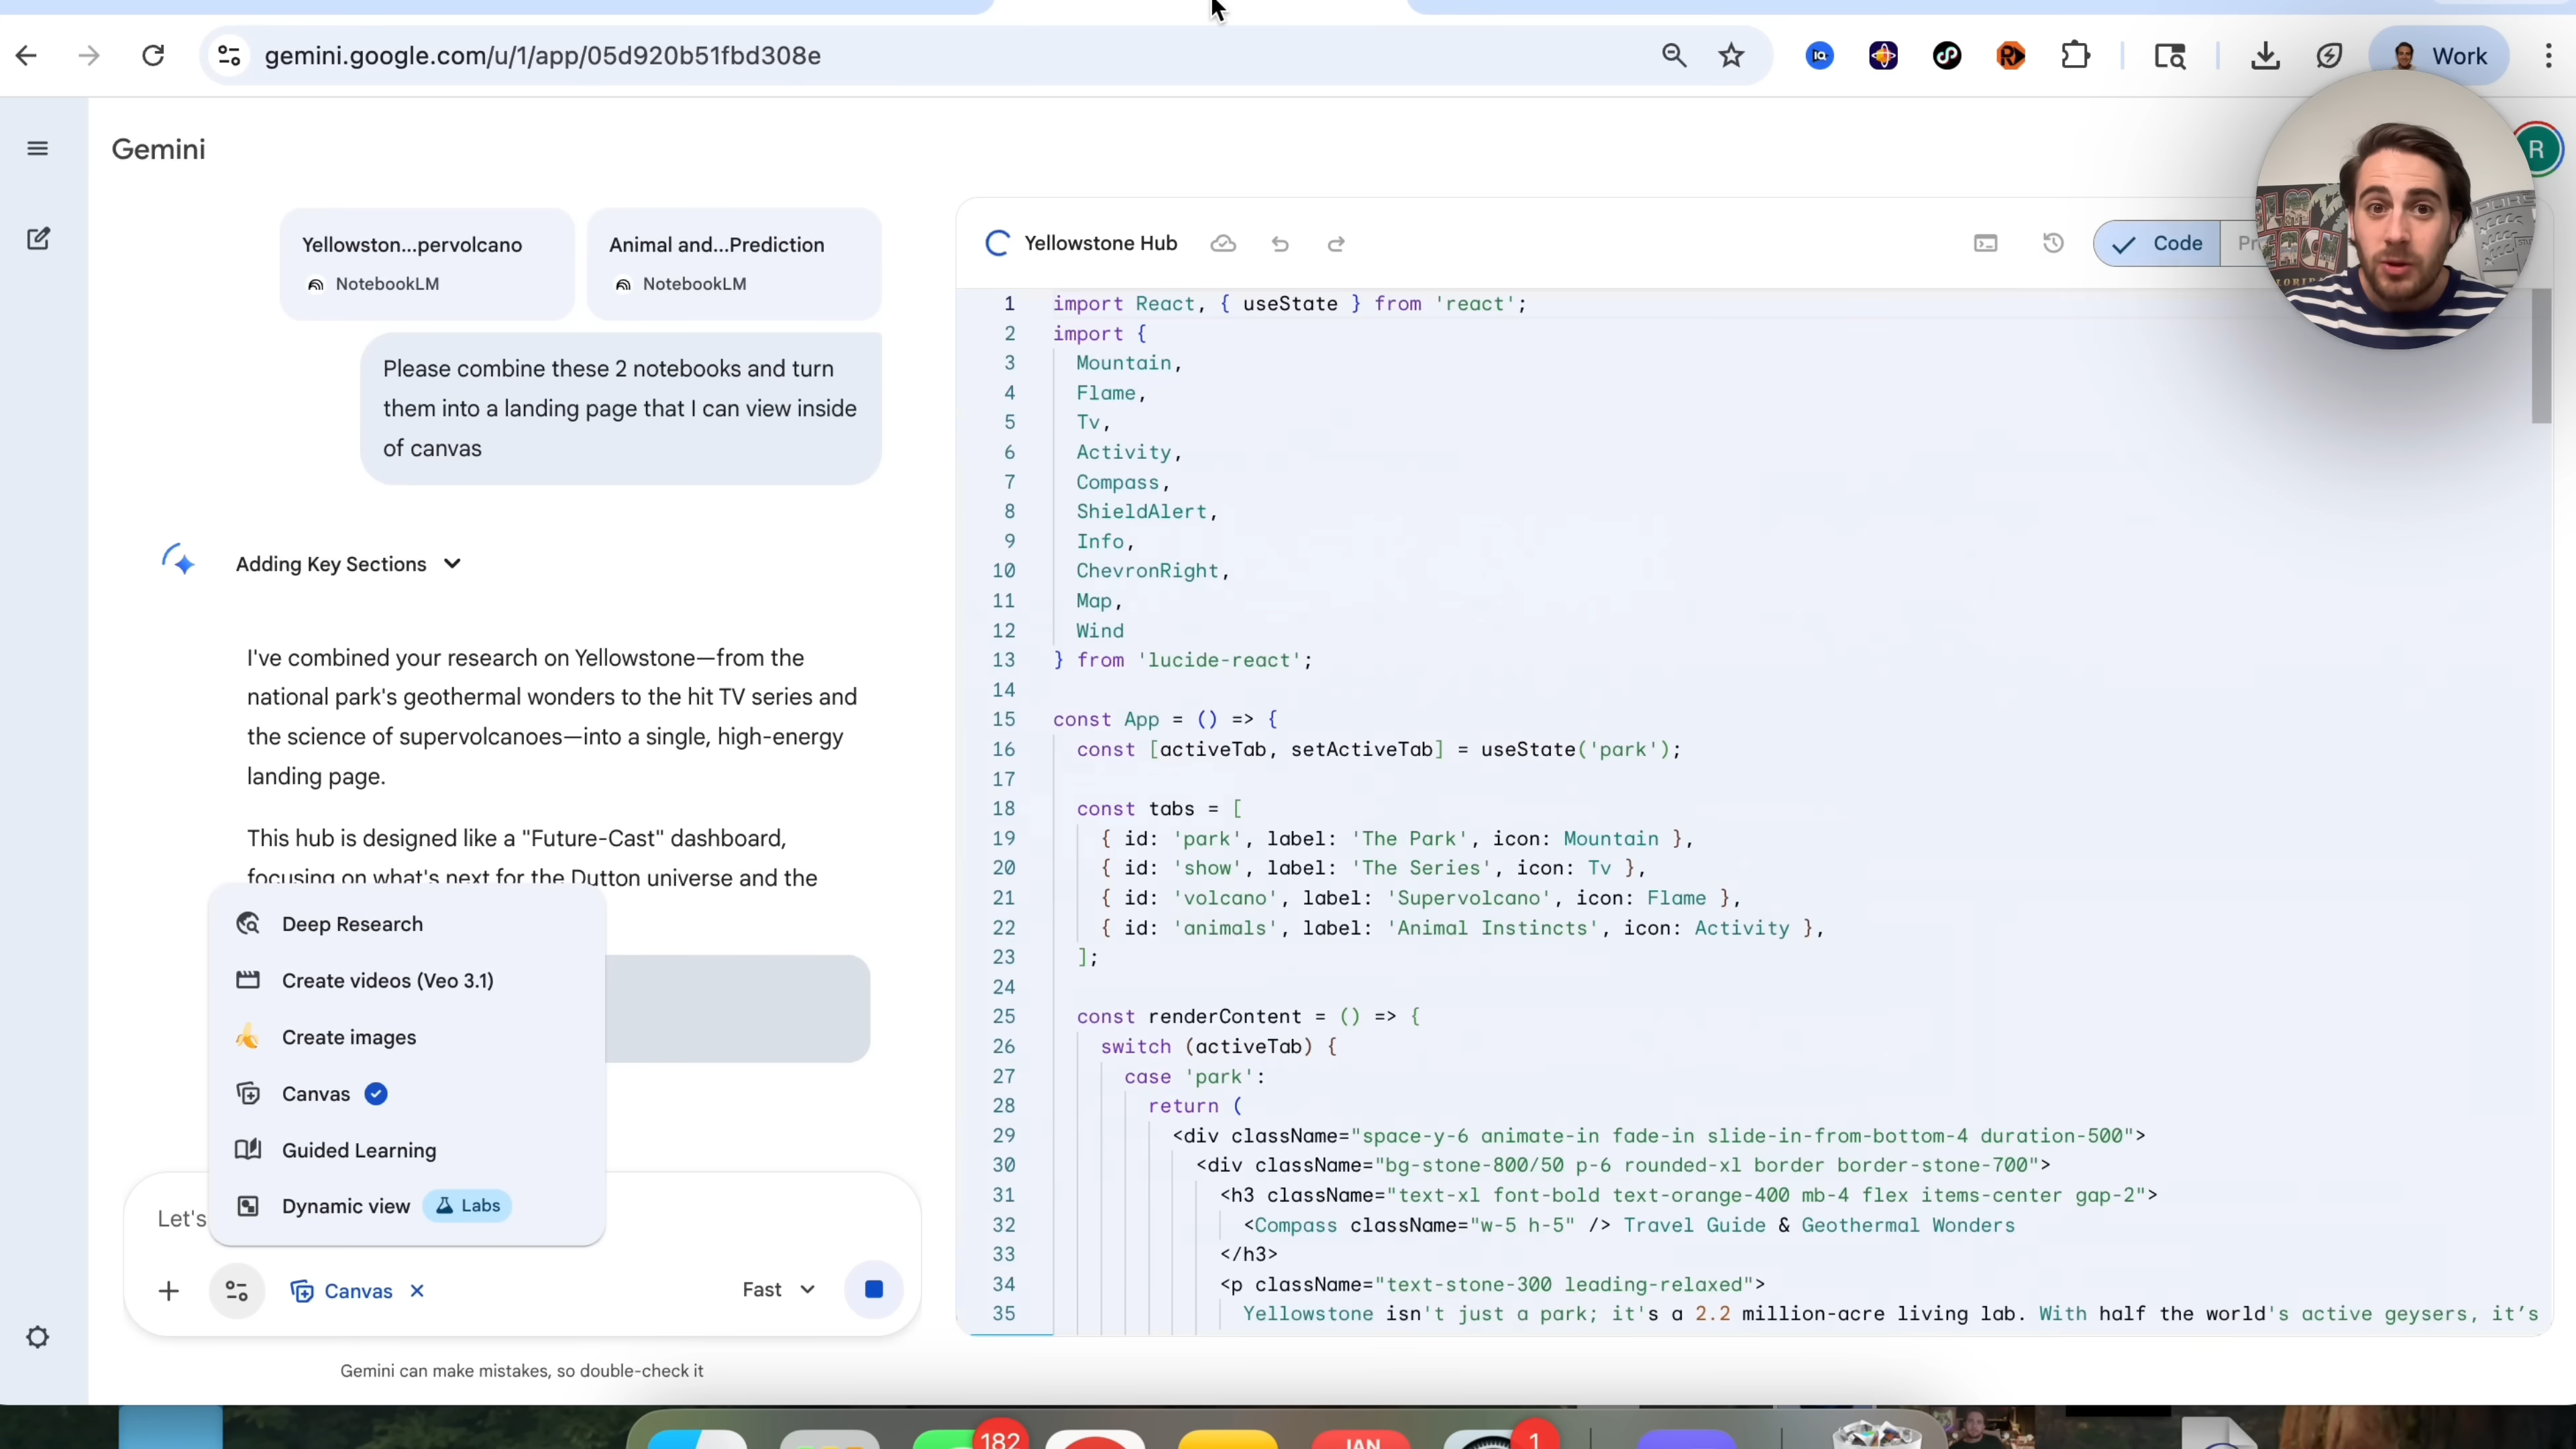 gemini.google.com/u/1/app/05d920b51fbd308e
Work
Gemini
R
Yellowston...pervolcano
NotebookLM
Animal and...Prediction
NotebookLM
Please combine these 2 notebooks and turn
them into a landing page that I can view inside
of canvas
Adding Key Sections
I've combined your research on Yellowstone—from the
national park's geothermal wonders to the hit TV series and
the science of supervolcanoes—into a single, high-energy
landing page.
This hub is designed like a "Future-Cast" dashboard,
focusing on what's next for the Dutton universe and the
Deep Research
Create videos (Veo 3.1)
Create images
Canvas
Guided Learning
Dynamic view Labs
Let's
Canvas
Fast
Gemini can make mistakes, so double-check it
Yellowstone Hub
Code
1 import React, { useState } from 'react';
2 import {
3 Mountain,
4 Flame,
5 Tv,
6 Activity,
7 Compass,
8 ShieldAlert,
9 Info,
10 ChevronRight,
11 Map,
12 Wind
13 } from 'lucide-react';
14
15 const App = () => {
16 const [activeTab, setActiveTab] = useState('park');
17
18 const tabs = [
19 { id: 'park', label: 'The Park', icon: Mountain },
20 { id: 'show', label: 'The Series', icon: Tv },
21 { id: 'volcano', label: 'Supervolcano', icon: Flame },
22 { id: 'animals', label: 'Animal Instincts', icon: Activity },
23 ];
24
25 const renderContent = () => {
26 switch (activeTab) {
27 case 'park':
28 return (
29 <div className="space-y-6 animate-in fade-in slide-in-from-bottom-4 duration-500">
30 <div className="bg-stone-800/50 p-6 rounded-xl border border-stone-700">
31 <h3 className="text-xl font-bold text-orange-400 mb-4 flex items-center gap-2">
32 <Compass className="w-5 h-5" /> Travel Guide & Geothermal Wonders
33 </h3>
34 <p className="text-stone-300 leading-relaxed">
35 Yellowstone isn't just a park; it's a 2.2 million-acre living lab. With half the world's active geysers, it's
182
JAN
1